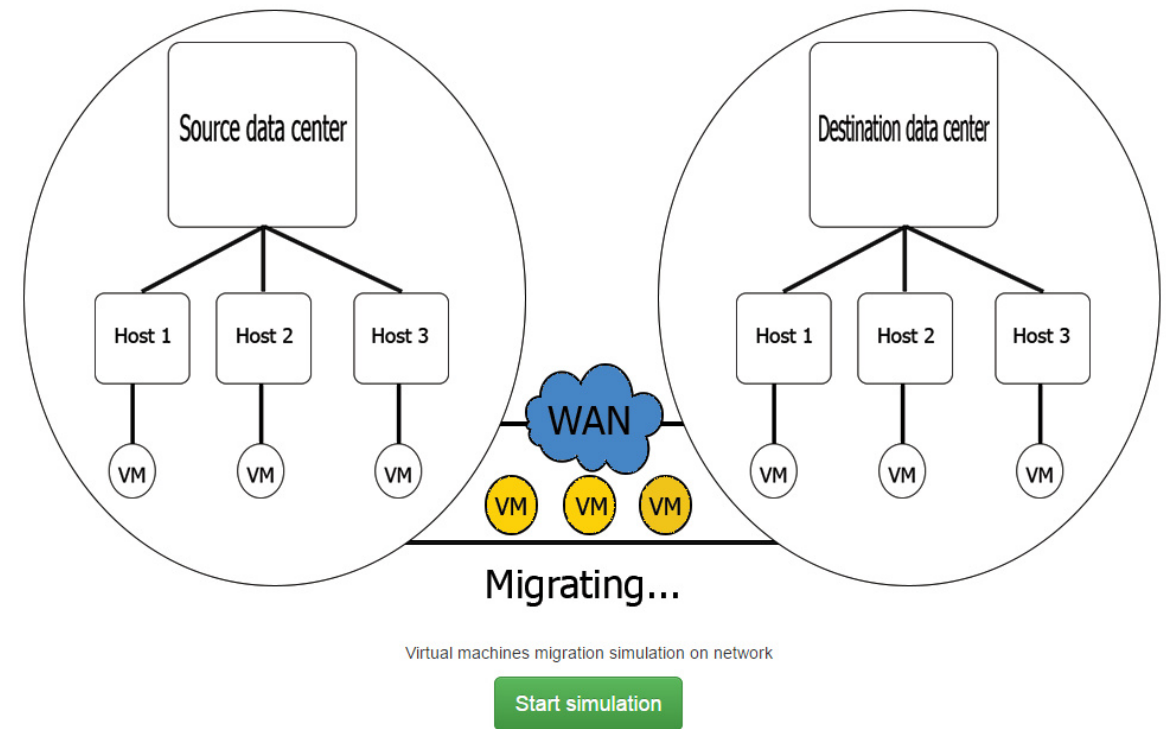 Source data center
Destination data center
Host 1 Host 2 Host 3
Host 1 Host 2 Host 3
WAN
VM VM VM
VM VM VM
VM VM VM
Migrating...
Virtual machines migration simulation on network
Start simulation